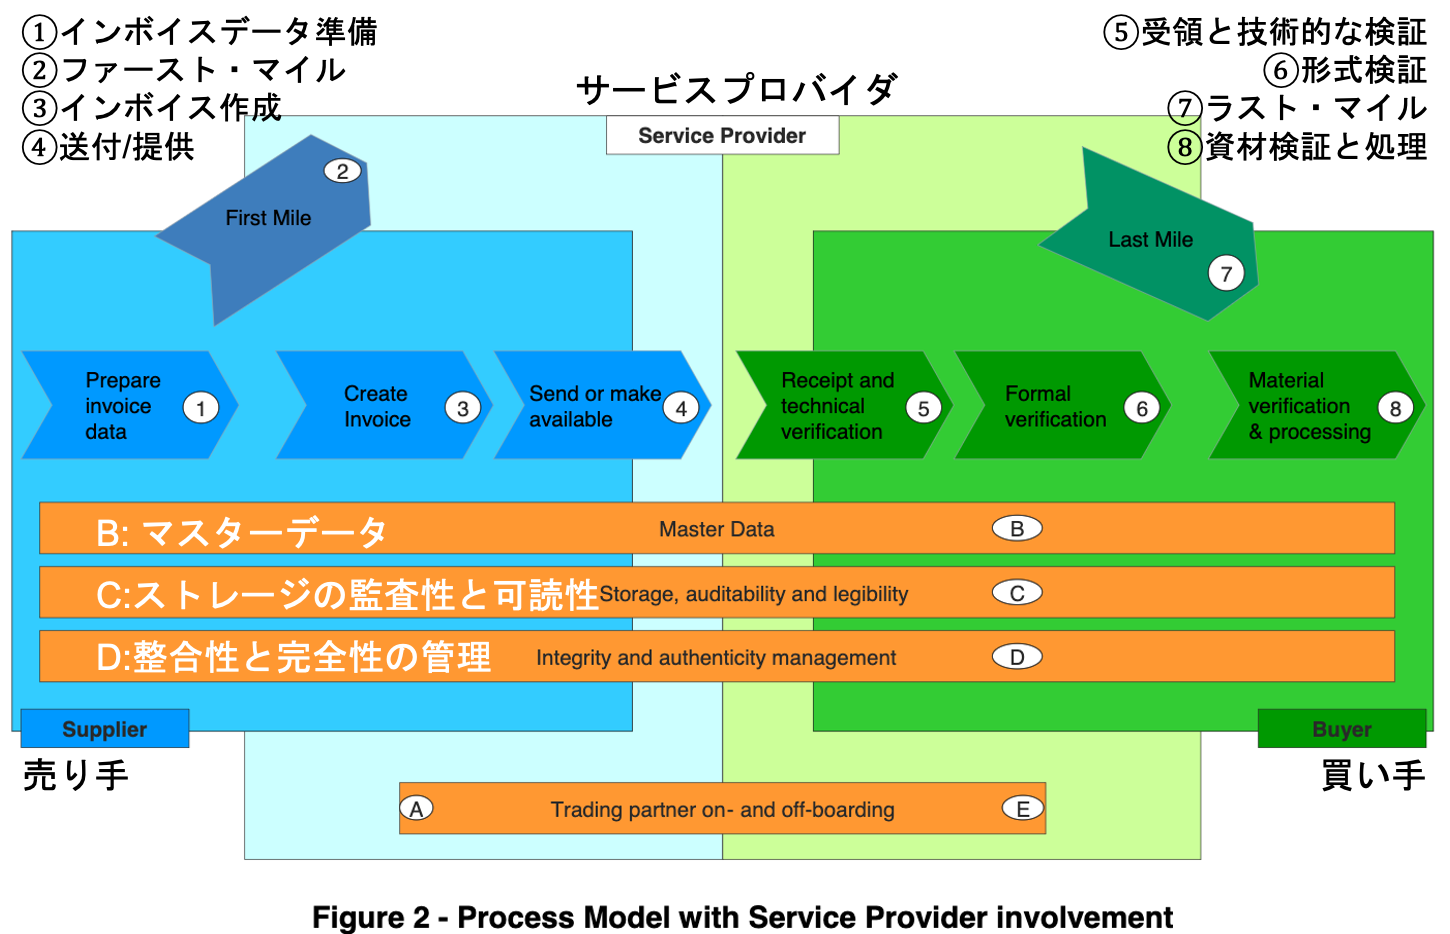 ①インボイスデータ準備
②ファースト・マイル
③インボイス作成
④送付/提供
⑤受領と技術的な検証
⑥形式検証
⑦ラスト・マイル
⑧資材検証と処理
サービスプロバイダ
Service Provider
First Mile
2
Last Mile
7
Prepare
invoice
data
1
Create
Invoice
3
Send or make
available
4
Receipt and
technical
verification
5
Formal
verification
6
Material
verification
& processing
8
B: マスターデータ
Master Data
B
C:ストレージの監査性と可読性
Storage, auditability and legibility
C
D:整合性と完全性の管理
Integrity and authenticity management
D
Supplier
売り手
Buyer
買い手
A
Trading partner on- and off-boarding
E
Figure 2 - Process Model with Service Provider involvement